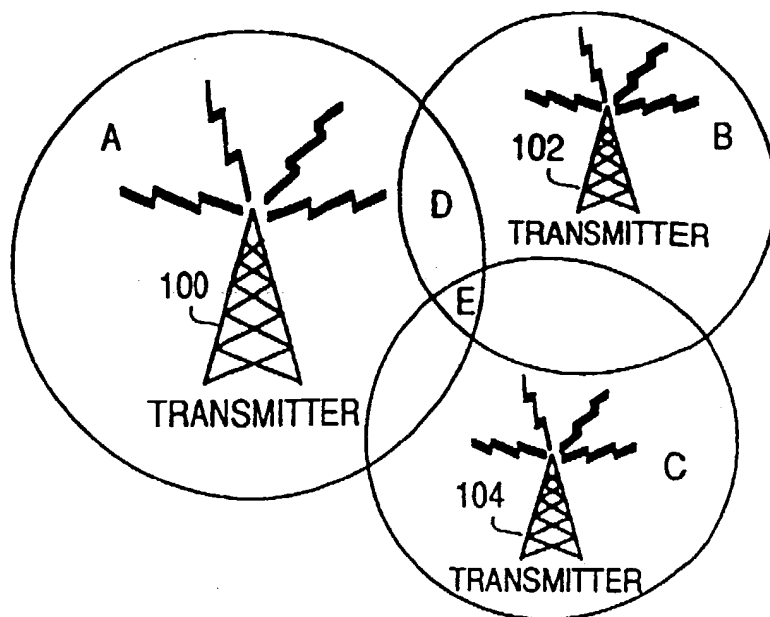 A
B
102
D
TRANSMITTER
100
E
TRANSMITTER
C
104
TRANSMITTER